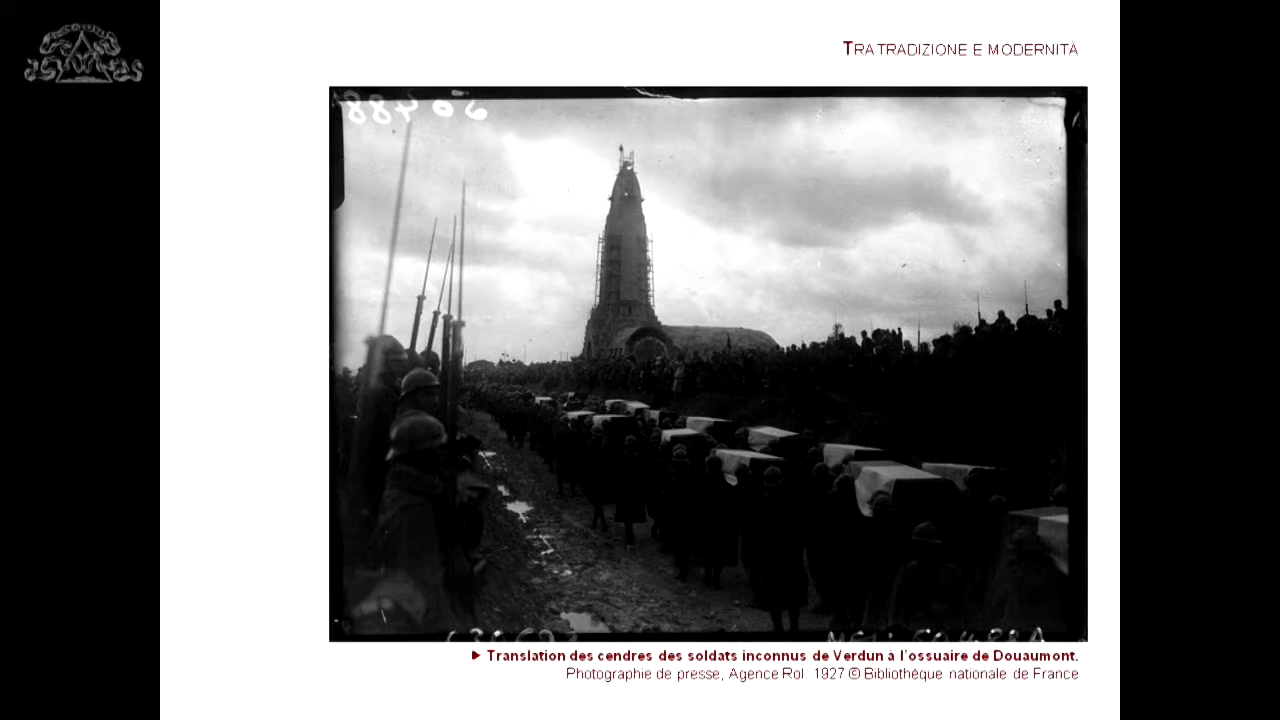 TRA TRADIZIONE E MODERNITÀ
► Translation des cendres des soldats inconnus de Verdun à l'ossuaire de Douaumont.
Photographie de presse, Agence Rol. 1927 © Bibliothèque nationale de France